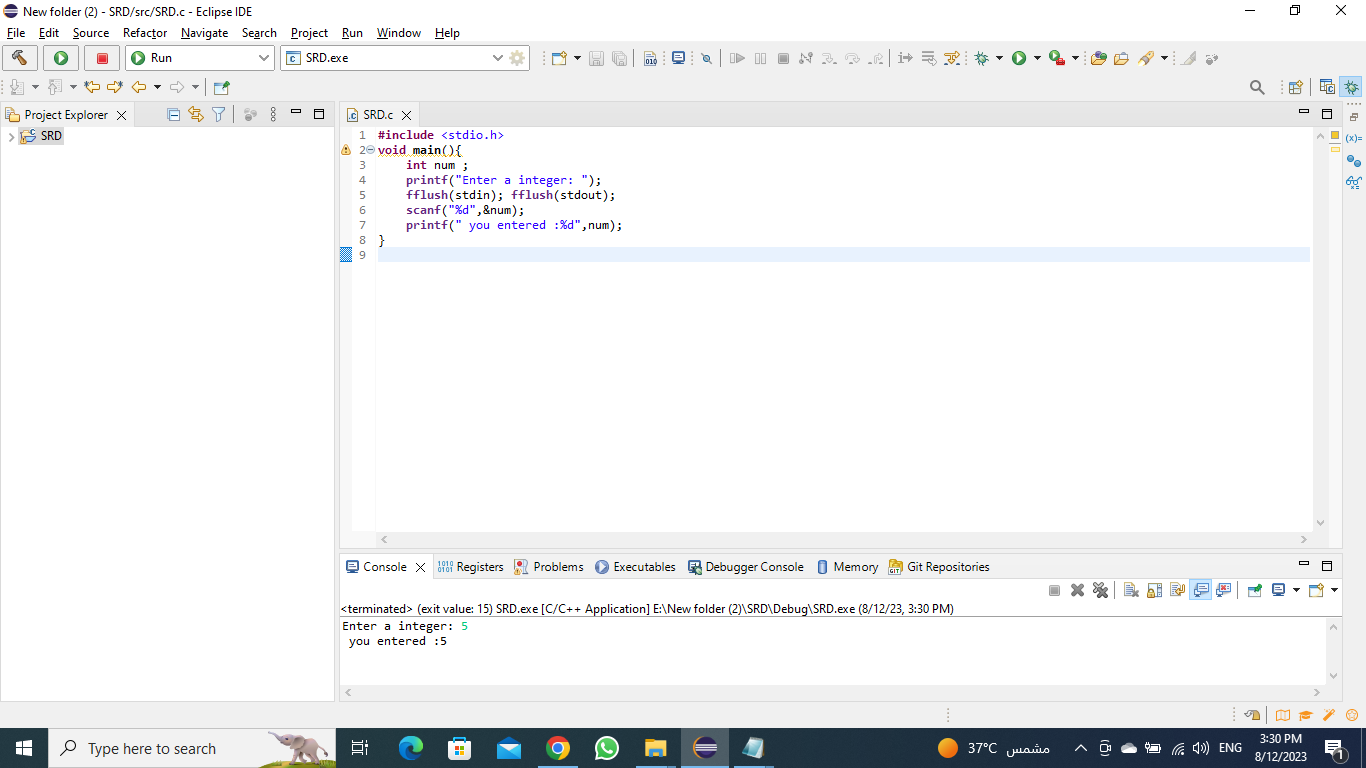 New folder (2) - SRD/src/SRD.c - Eclipse IDE
File Edit Source Refactor Navigate Search Project Run Window Help
Run SRD.exe
Project Explorer
SRD
SRD.c
1 #include <stdio.h>
2 void main(){
3 int num ;
4 printf("Enter a integer: ");
5 fflush(stdin); fflush(stdout);
6 scanf("%d",&num);
7 printf(" you entered :%d",num);
8 }
9
Console Registers Problems Executables Debugger Console Memory Git Repositories
<terminated> (exit value: 15) SRD.exe [C/C++ Application] E:\New folder (2)\SRD\Debug\SRD.exe (8/12/23, 3:30 PM)
Enter a integer: 5
you entered :5
Type here to search
37°C مشمس
ENG
3:30 PM
8/12/2023
1